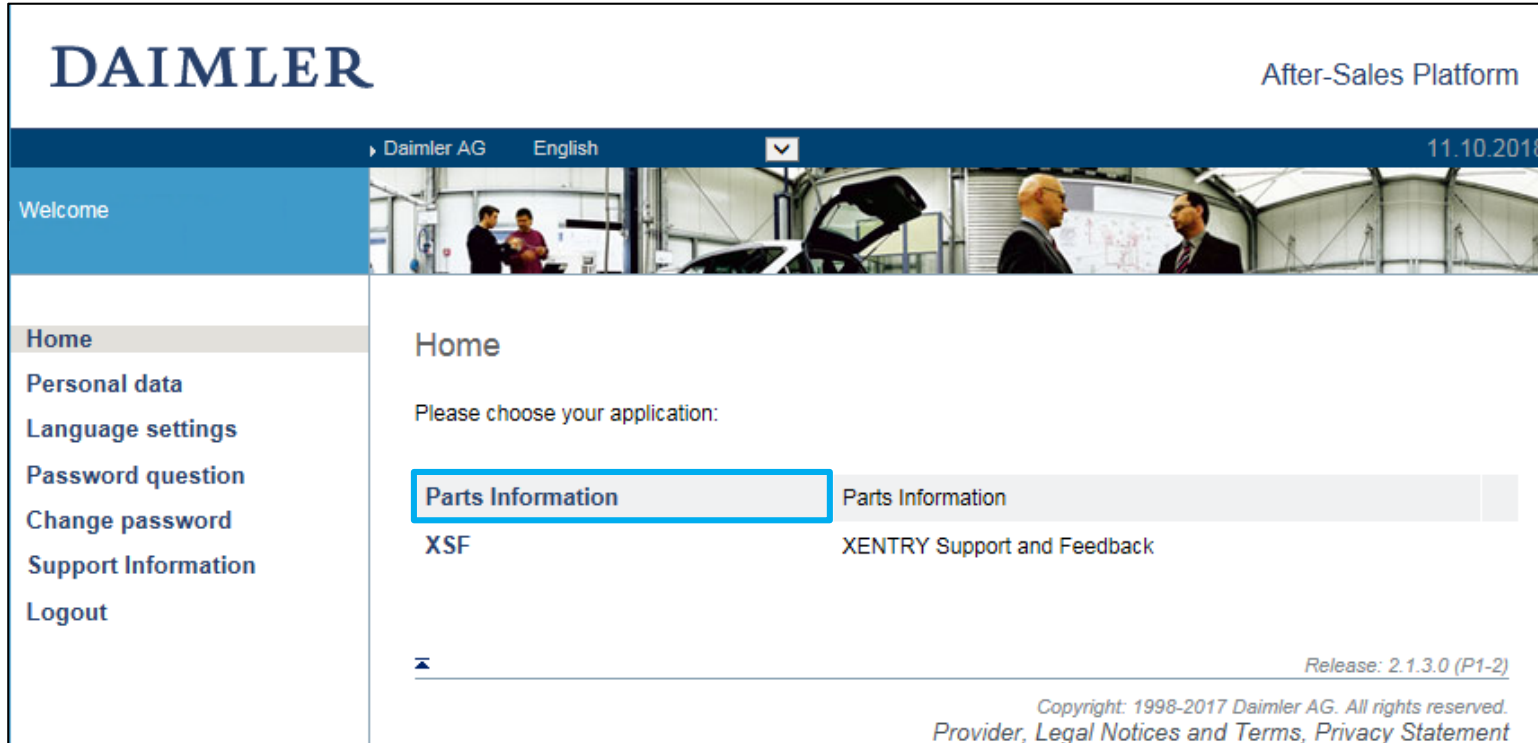 DAIMLER
After-Sales Platform
Daimler AG English 11.10.2018
Welcome
Home
Personal data
Language settings
Password question
Change password
Support Information
Logout
Home
Please choose your application:
Parts Information Parts Information
XSF XENTRY Support and Feedback
Release: 2.1.3.0 (P1-2)
Copyright: 1998-2017 Daimler AG. All rights reserved.
Provider, Legal Notices and Terms, Privacy Statement